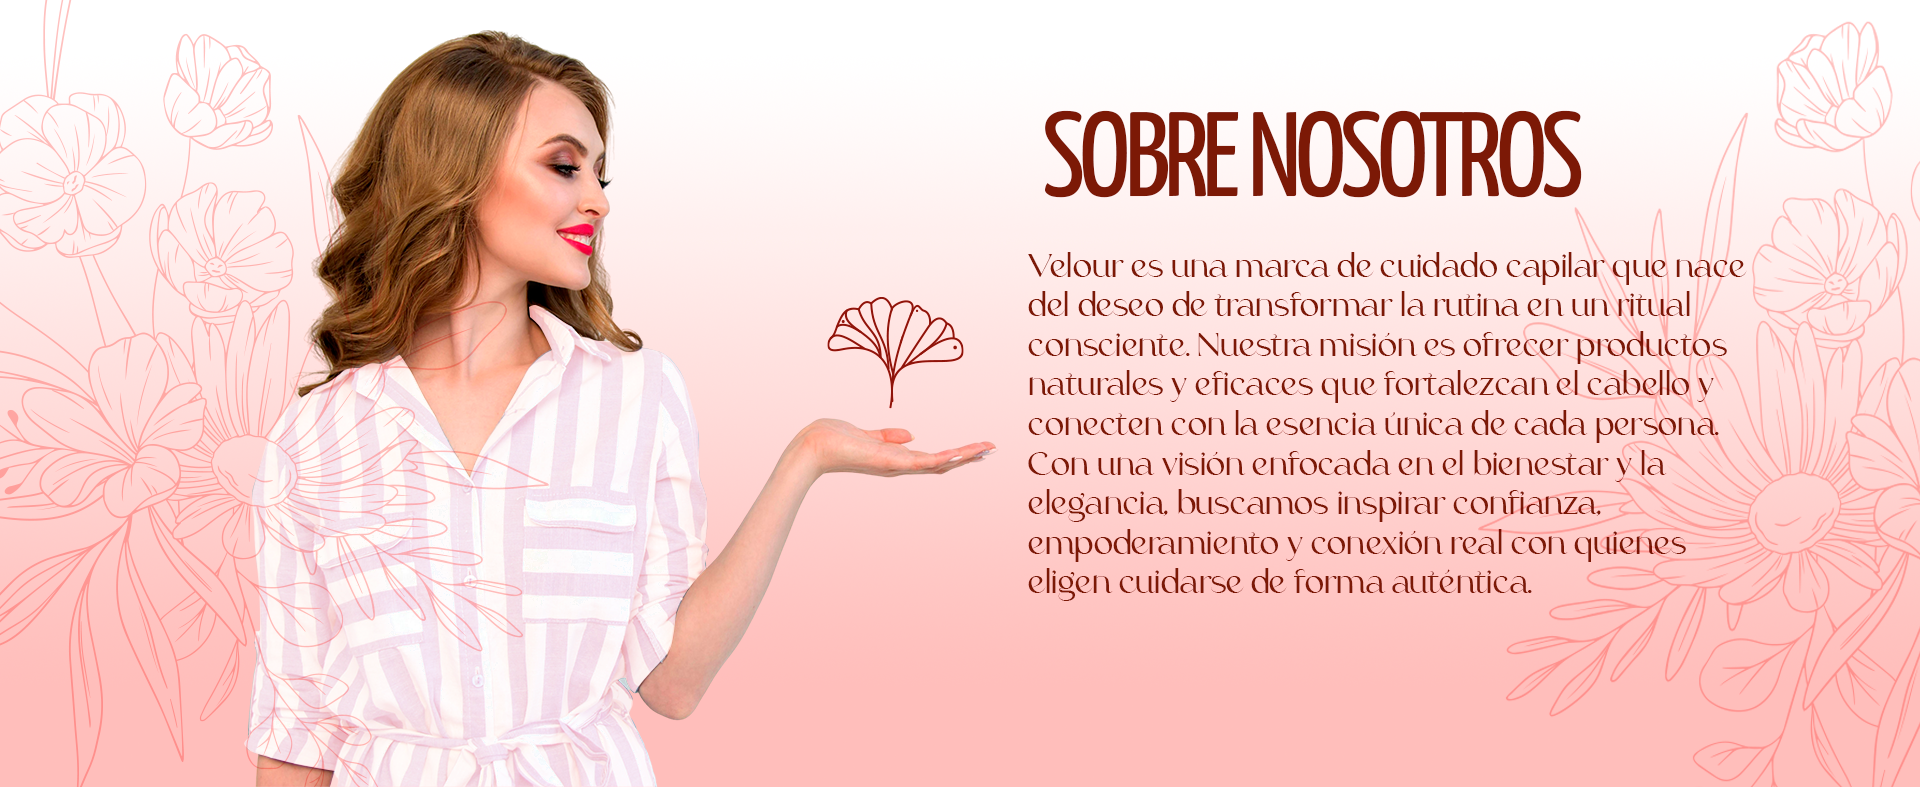 SOBRE NOSOTROS
Velour es una marca de cuidado capilar que nace
del deseo de transformar la rutina en un ritual
consciente. Nuestra misión es ofrecer productos
naturales y eficaces que fortalezcan el cabello y
conecten con la esencia única de cada persona.
Con una visión enfocada en el bienestar y la
elegancia, buscamos inspirar confianza,
empoderamiento y conexión real con quienes
eligen cuidarse de forma auténtica.